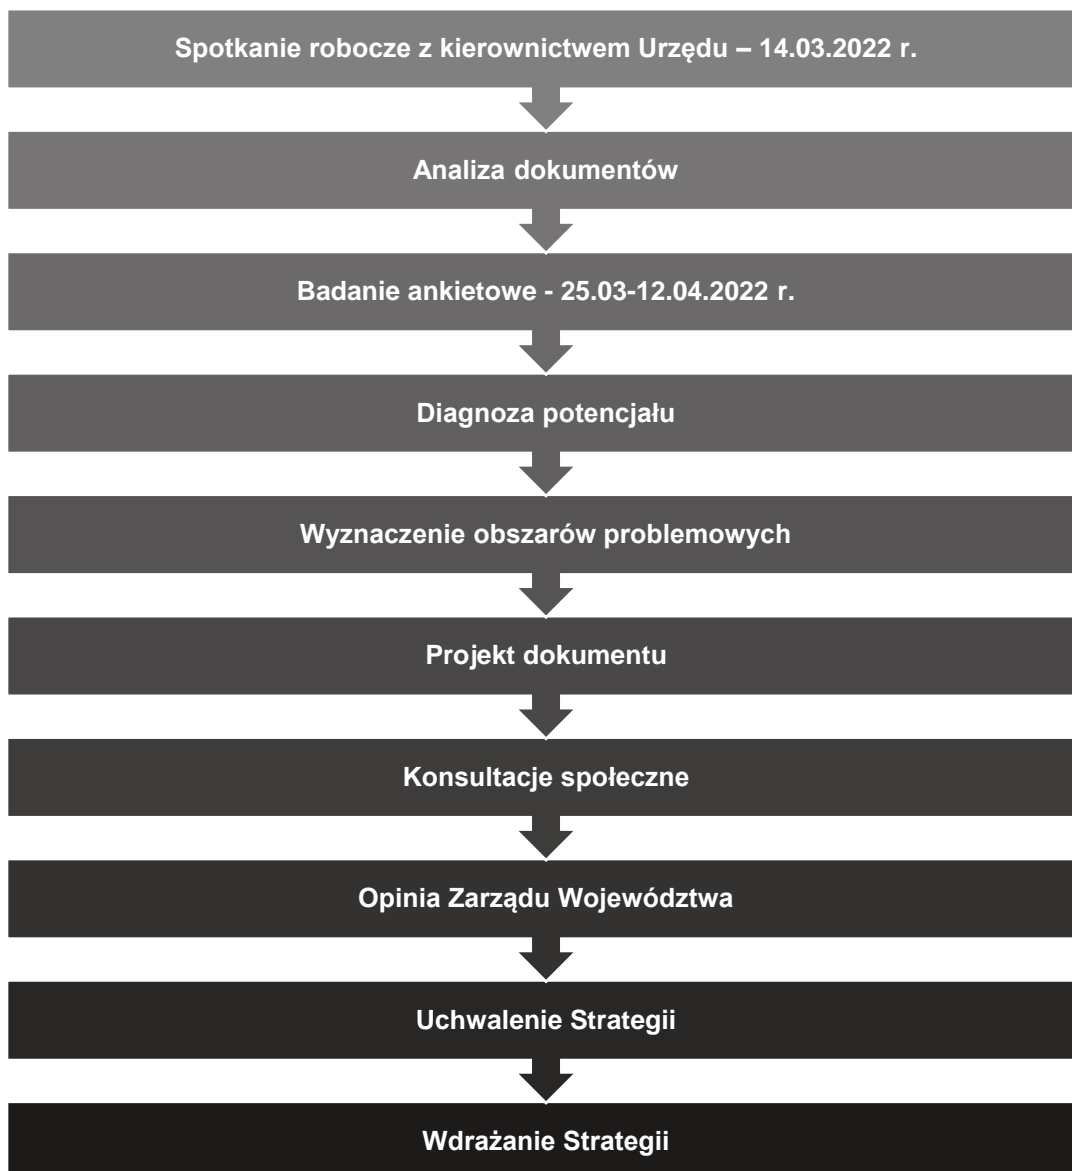 Spotkanie robocze z kierownictwem Urzędu – 14.03.2022 r.
Analiza dokumentów
Badanie ankietowe - 25.03-12.04.2022 r.
Diagnoza potencjału
Wyznaczenie obszarów problemowych
Projekt dokumentu
Konsultacje społeczne
Opinia Zarządu Województwa
Uchwalenie Strategii
Wdrażanie Strategii